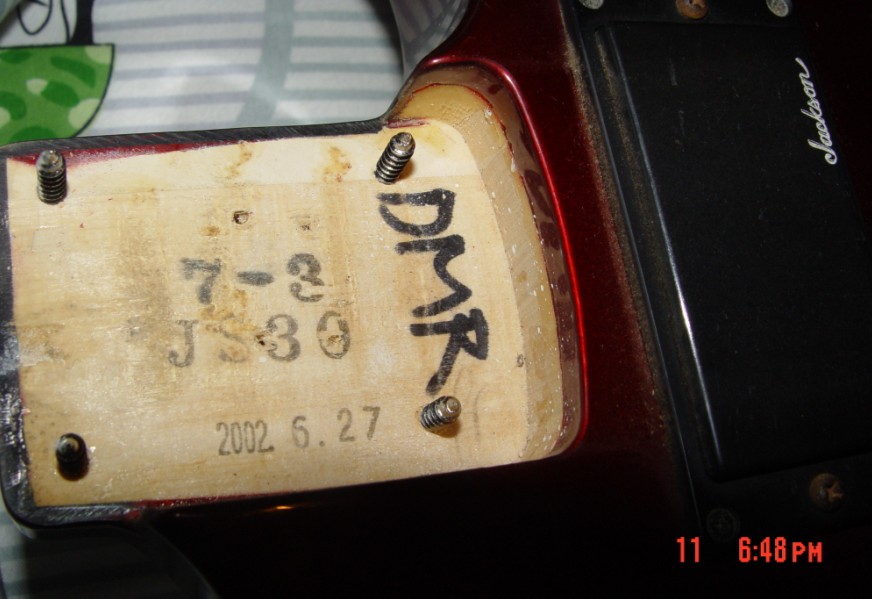 7-3
JS30
2002 6.27
DMR
Jackson
11 6:48PM